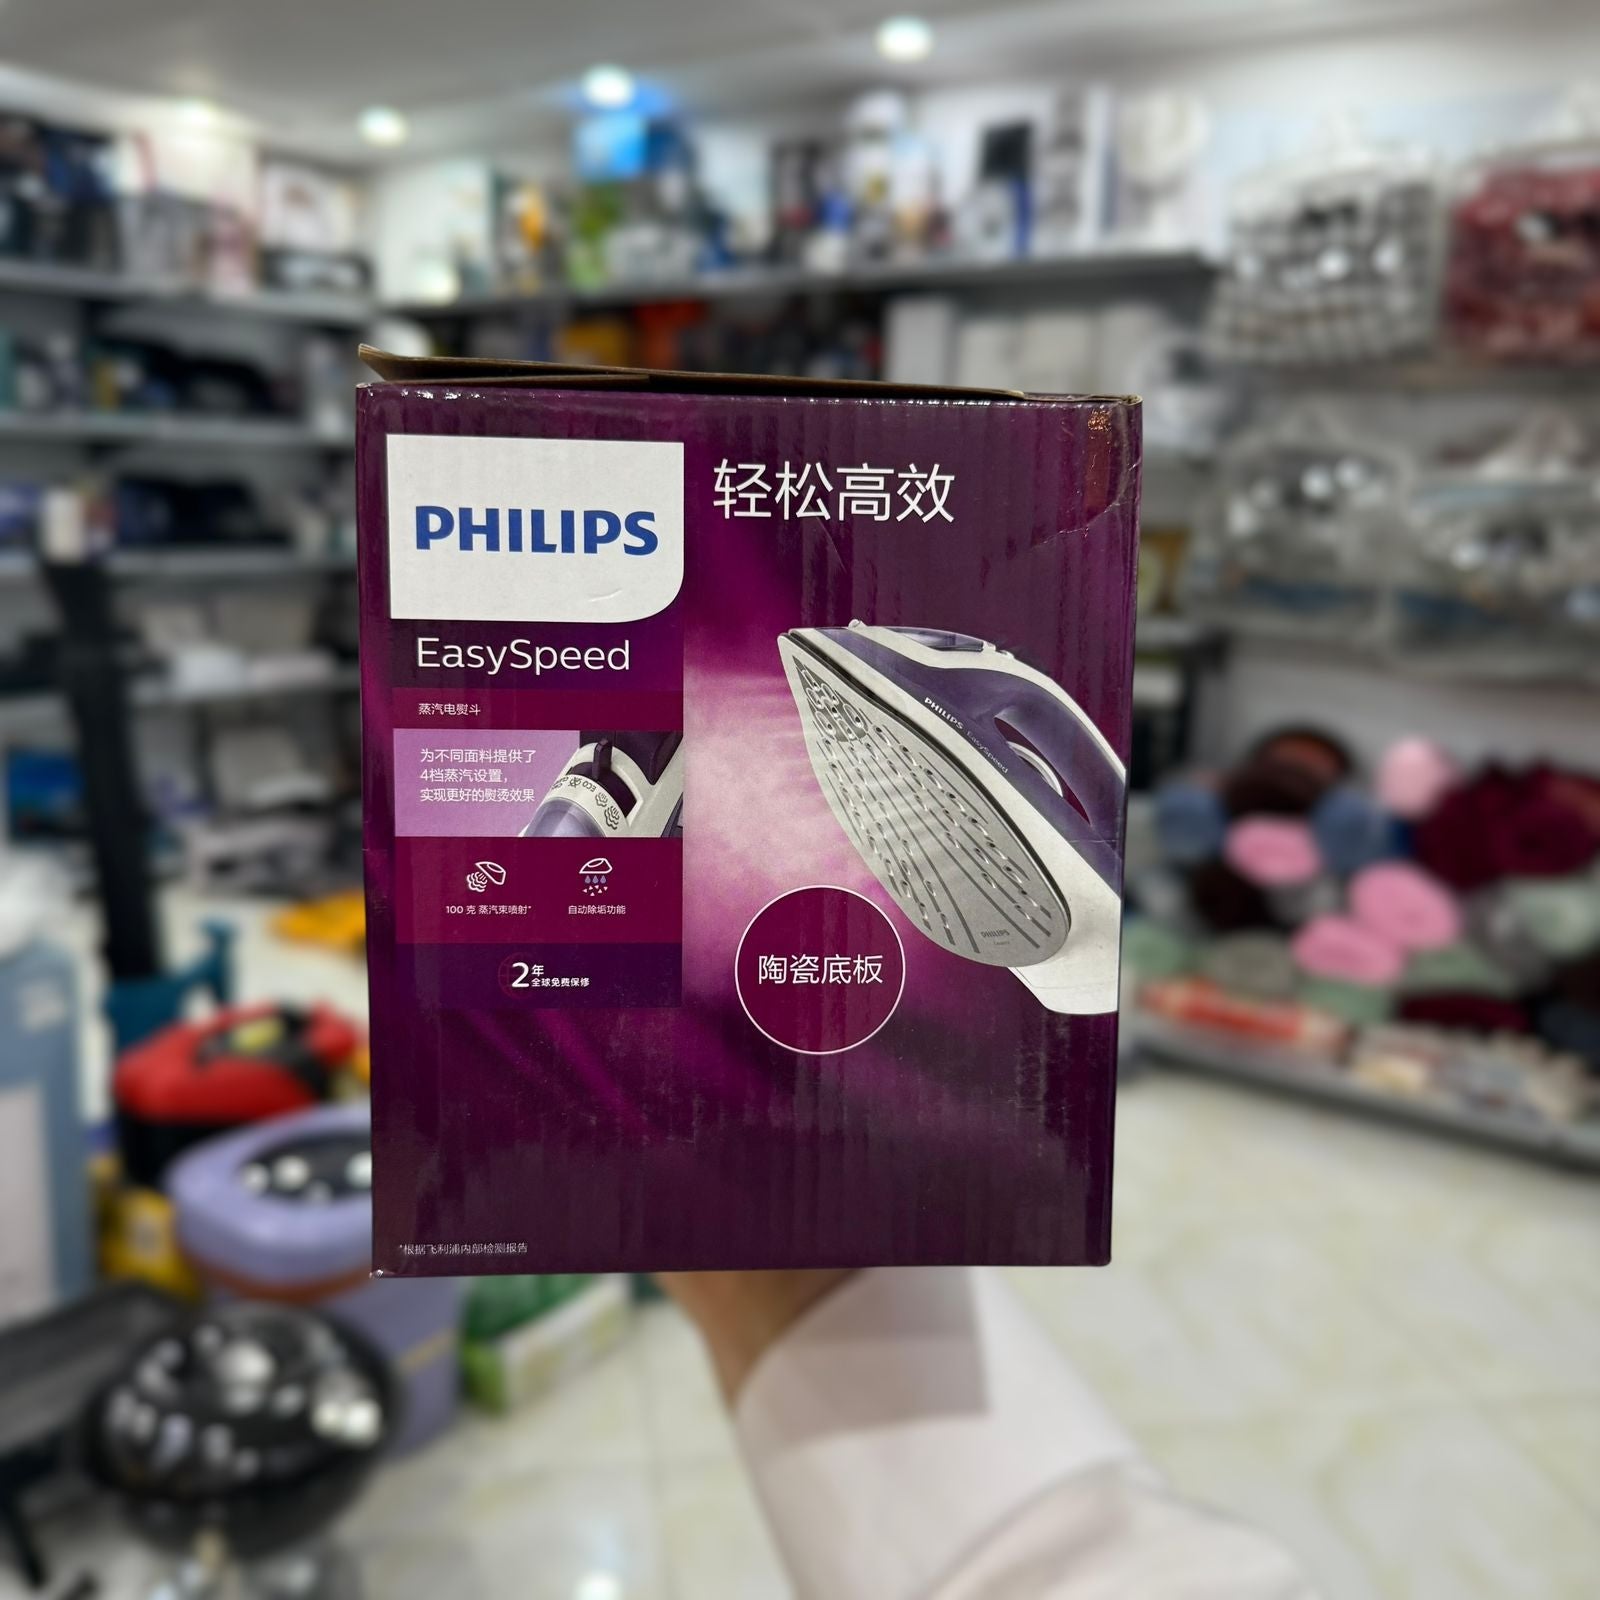 PHILIPS
轻松高效
EasySpeed
蒸汽电熨斗
为不同面料提供了
4档蒸汽设置，
实现更好的熨烫效果
ECO
100 克 蒸汽束喷射*
自动除垢功能
2年
全球免费保修
PHILIPS EasySpeed
PHILIPS
陶瓷底板
*根据飞利浦内部检测报告